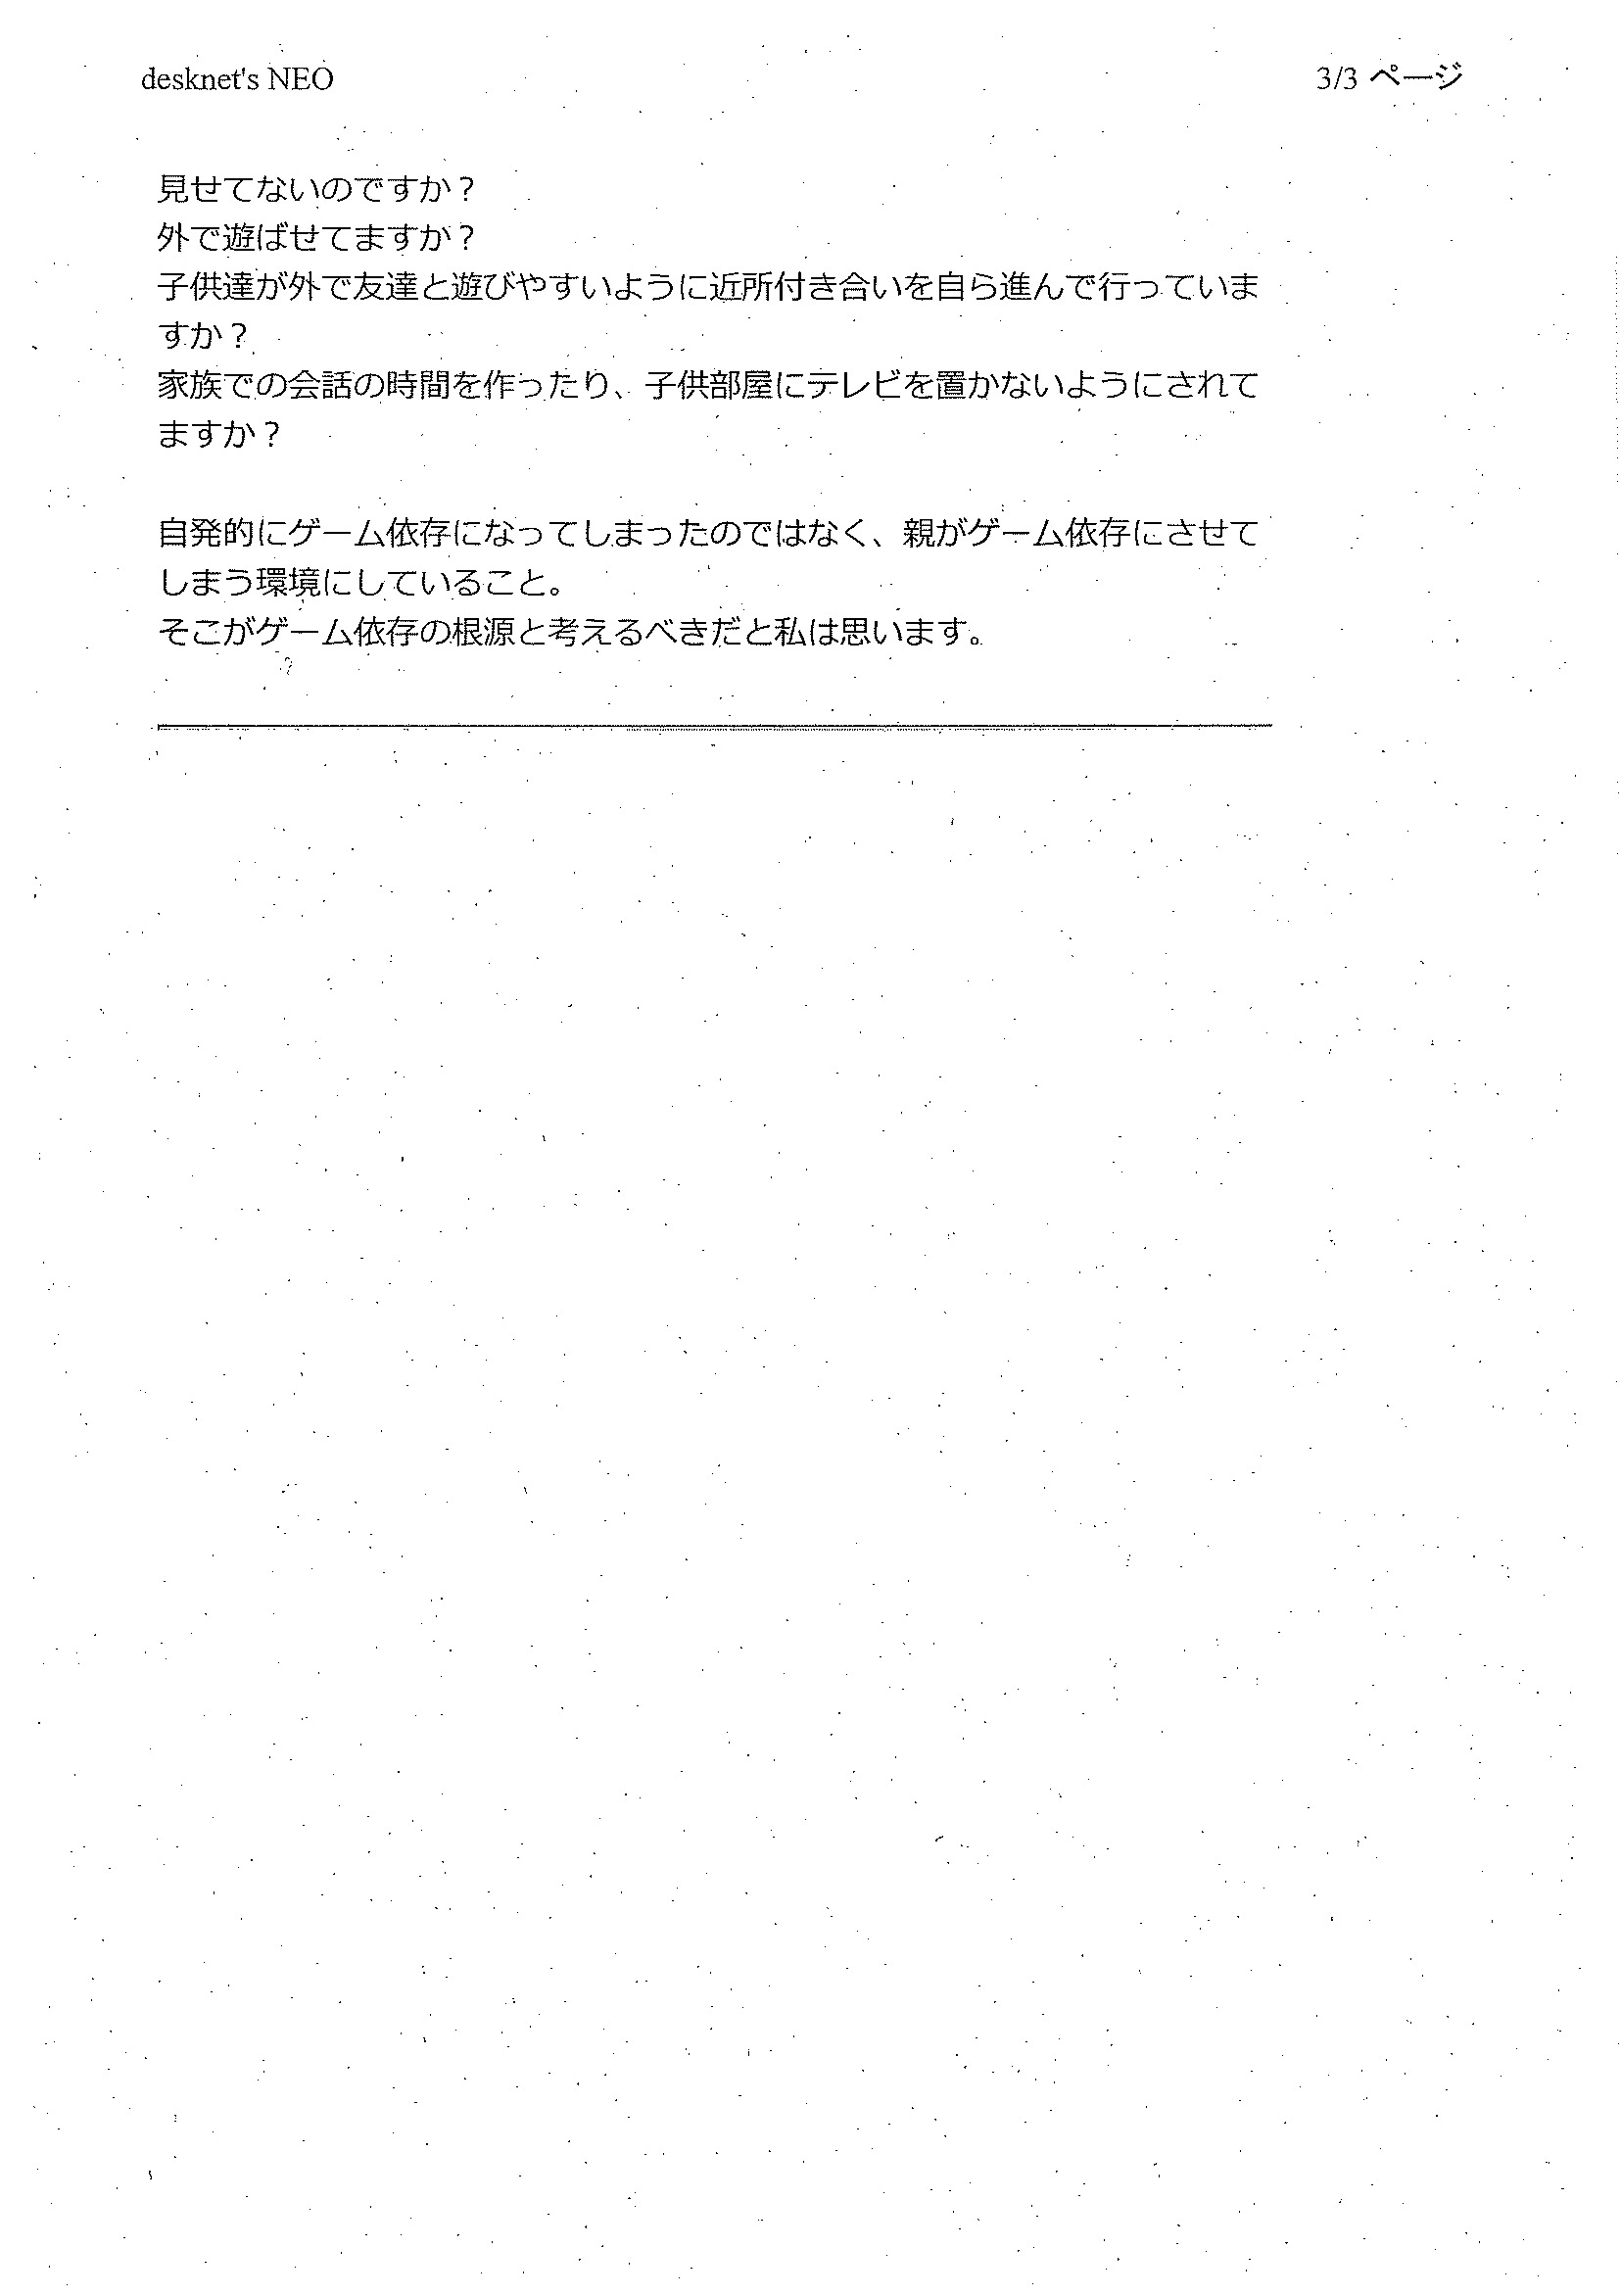 desknet's NEO 3/3 ページ
見せてないのですか？
外で遊ばせてますか？
子供達が外で友達と遊びやすいように近所付き合いを自ら進んで行っていま
すか？
家族での会話の時間を作ったり、子供部屋にテレビを置かないようにされて
ますか？
自発的にゲーム依存になってしまったのではなく、親がゲーム依存にさせて
しまう環境にしていること。
そこがゲーム依存の根源と考えるべきだと私は思います。